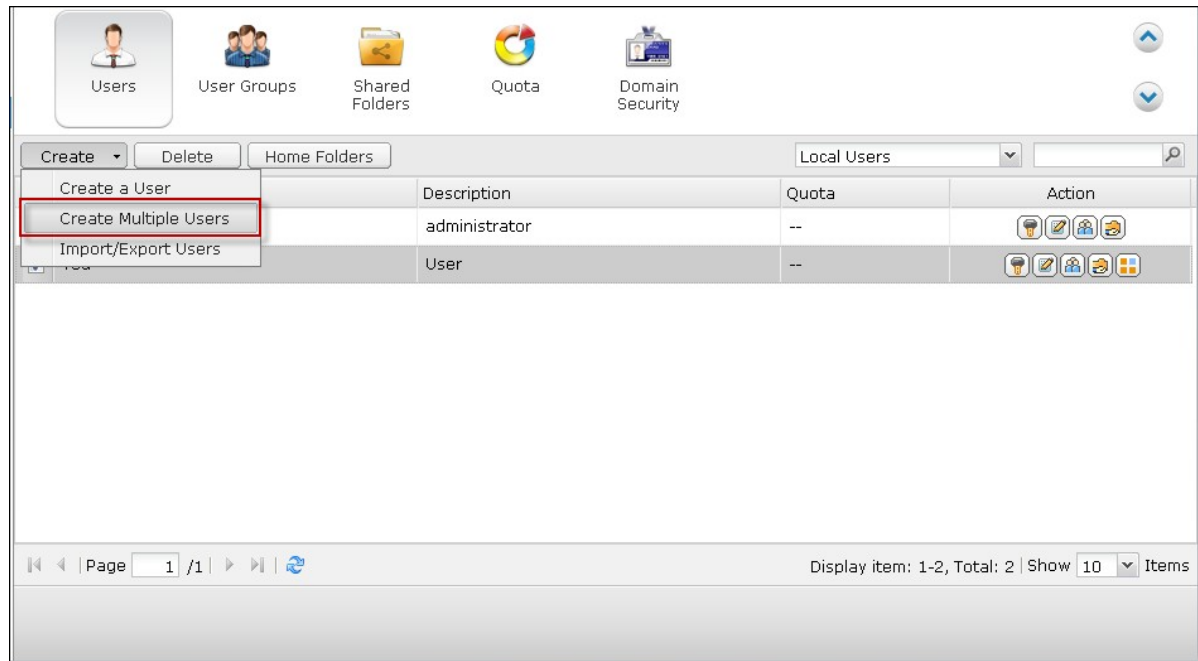 Users
User Groups
Shared Folders
Quota
Domain Security
Create
Delete
Home Folders
Local Users
Create a User
Create Multiple Users
Import/Export Users
Description
Quota
Action
administrator
--
User
--
Page 1 /1
Display item: 1-2, Total: 2 | Show 10 Items